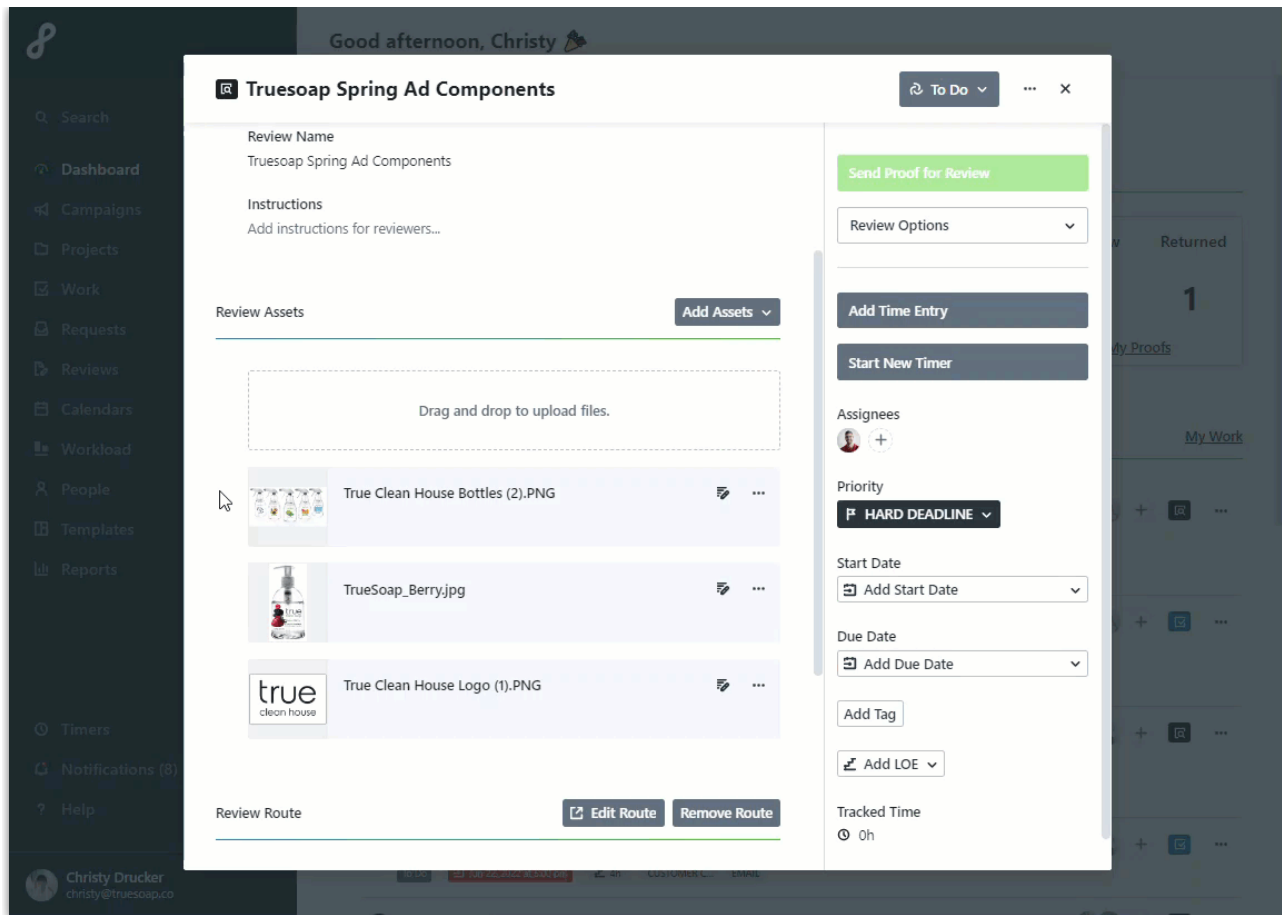 Good afternoon, Christy
Search
Dashboard
Campaigns
Projects
Work
Requests
Reviews
Calendars
Workload
People
Templates
Reports
Timers
Notifications (8)
Help
Christy Drucker
christy@truesoap.co
Truesoap Spring Ad Components
To Do
Review Name
Truesoap Spring Ad Components
Instructions
Add instructions for reviewers...
Review Assets
Add Assets
Drag and drop to upload files.
True Clean House Bottles (2).PNG
true
TrueSoap_Berry.jpg
true
clean house
True Clean House Logo (1).PNG
Review Route
Edit Route
Remove Route
Send Proof for Review
Review Options
Add Time Entry
Start New Timer
Assignees
Priority
HARD DEADLINE
Start Date
Add Start Date
Due Date
Add Due Date
Add Tag
Add LOE
Tracked Time
0h
Returned
1
My Proofs
My Work
4h
CUSTOMER C...
EMAIL